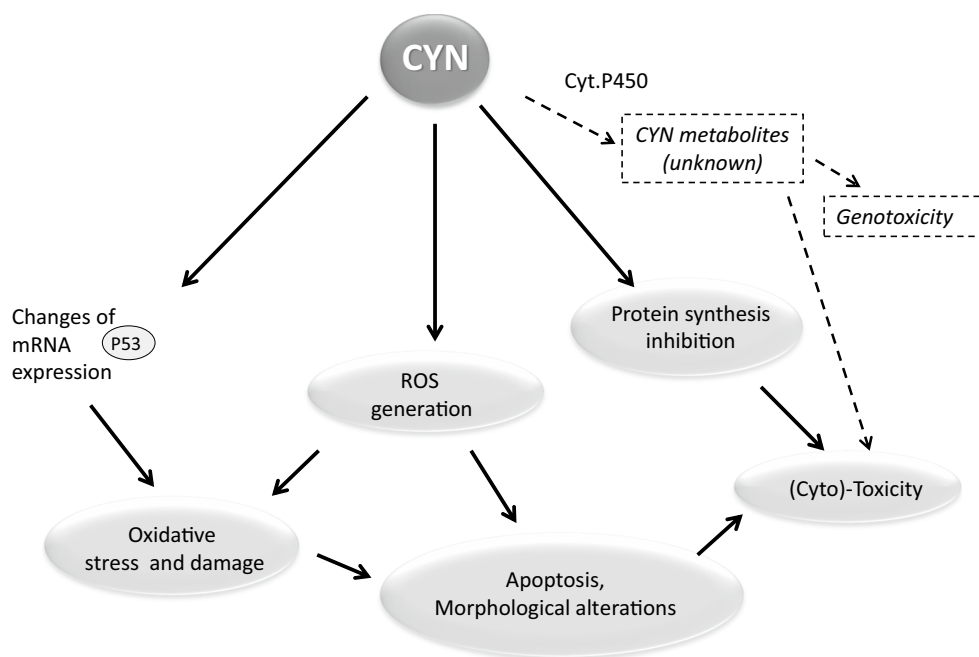 CYN
Cyt.P450
CYN metabolites
(unknown)
Genotoxicity
Protein synthesis
inhibition
Changes of
mRNA
expression
P53
ROS
generation
(Cyto)-Toxicity
Oxidative
stress and damage
Apoptosis,
Morphological alterations